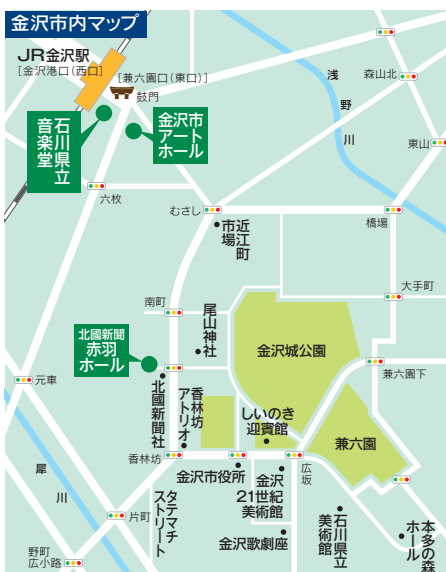 金沢市内マップ
JR金沢駅
[金沢港口(西口)]
[兼六園口(東口)]
鼓門
石川県立
音楽堂
金沢市
アート
ホール
浅野川
森山北
東山
六枚
むさし
近江町
市場
橋場
大手町
南町
尾山神社
金沢城公園
北國新聞
赤羽
ホール
元車
北國新聞社
香林坊
アトリオ
しいのき
迎賓館
兼六園下
兼六園
香林坊
金沢市役所
広坂
金沢
21世紀
美術館
犀川
片町
タテマチ
ストリート
金沢歌劇座
石川県立
美術館
本多の森
ホール
野町
広小路